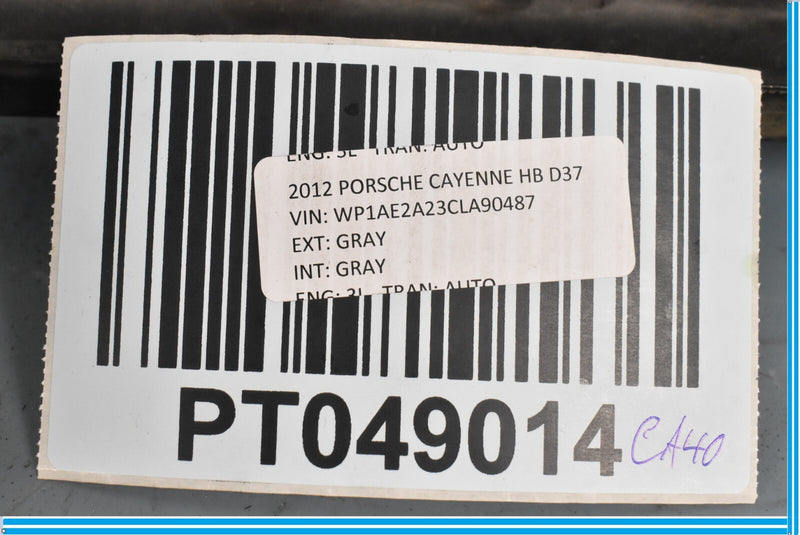 ENG: 3L TRAN: AUTO
2012 PORSCHE CAYENNE HB D37
VIN: WP1AE2A23CLA90487
EXT: GRAY
INT: GRAY
ENG: 3L TRAN: AUTO
PT049014
CA40